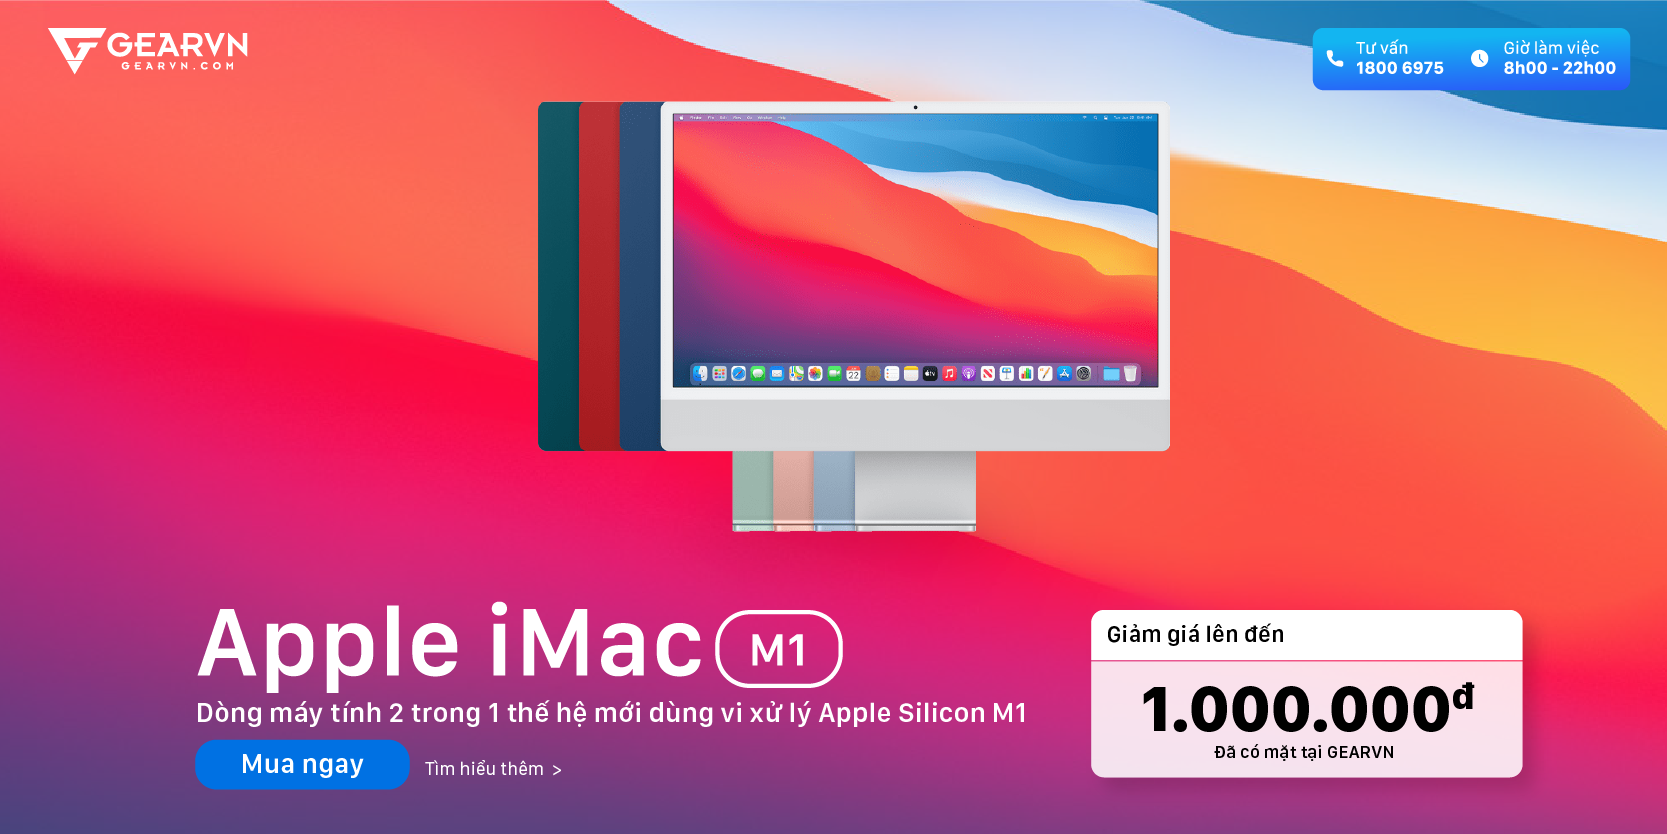 GEARVN
GEARVN.COM
Tư vấn
1800 6975
Giờ làm việc
8h00 - 22h00
22
Apple iMac M1
Dòng máy tính 2 trong 1 thế hệ mới dùng vi xử lý Apple Silicon M1
Mua ngay
Tìm hiểu thêm >
Giảm giá lên đến
1.000.000đ
Đã có mặt tại GEARVN